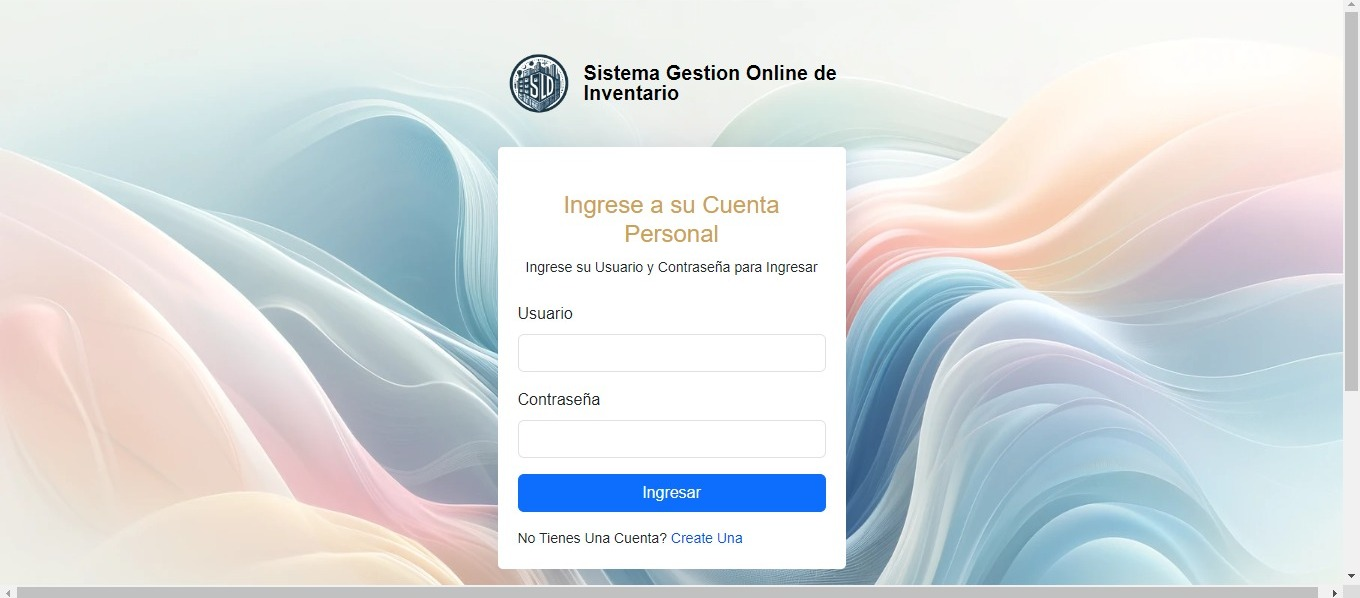 SLD
Sistema Gestion Online de
Inventario
Ingrese a su Cuenta
Personal
Ingrese su Usuario y Contraseña para Ingresar
Usuario
Contraseña
Ingresar
No Tienes Una Cuenta? Create Una